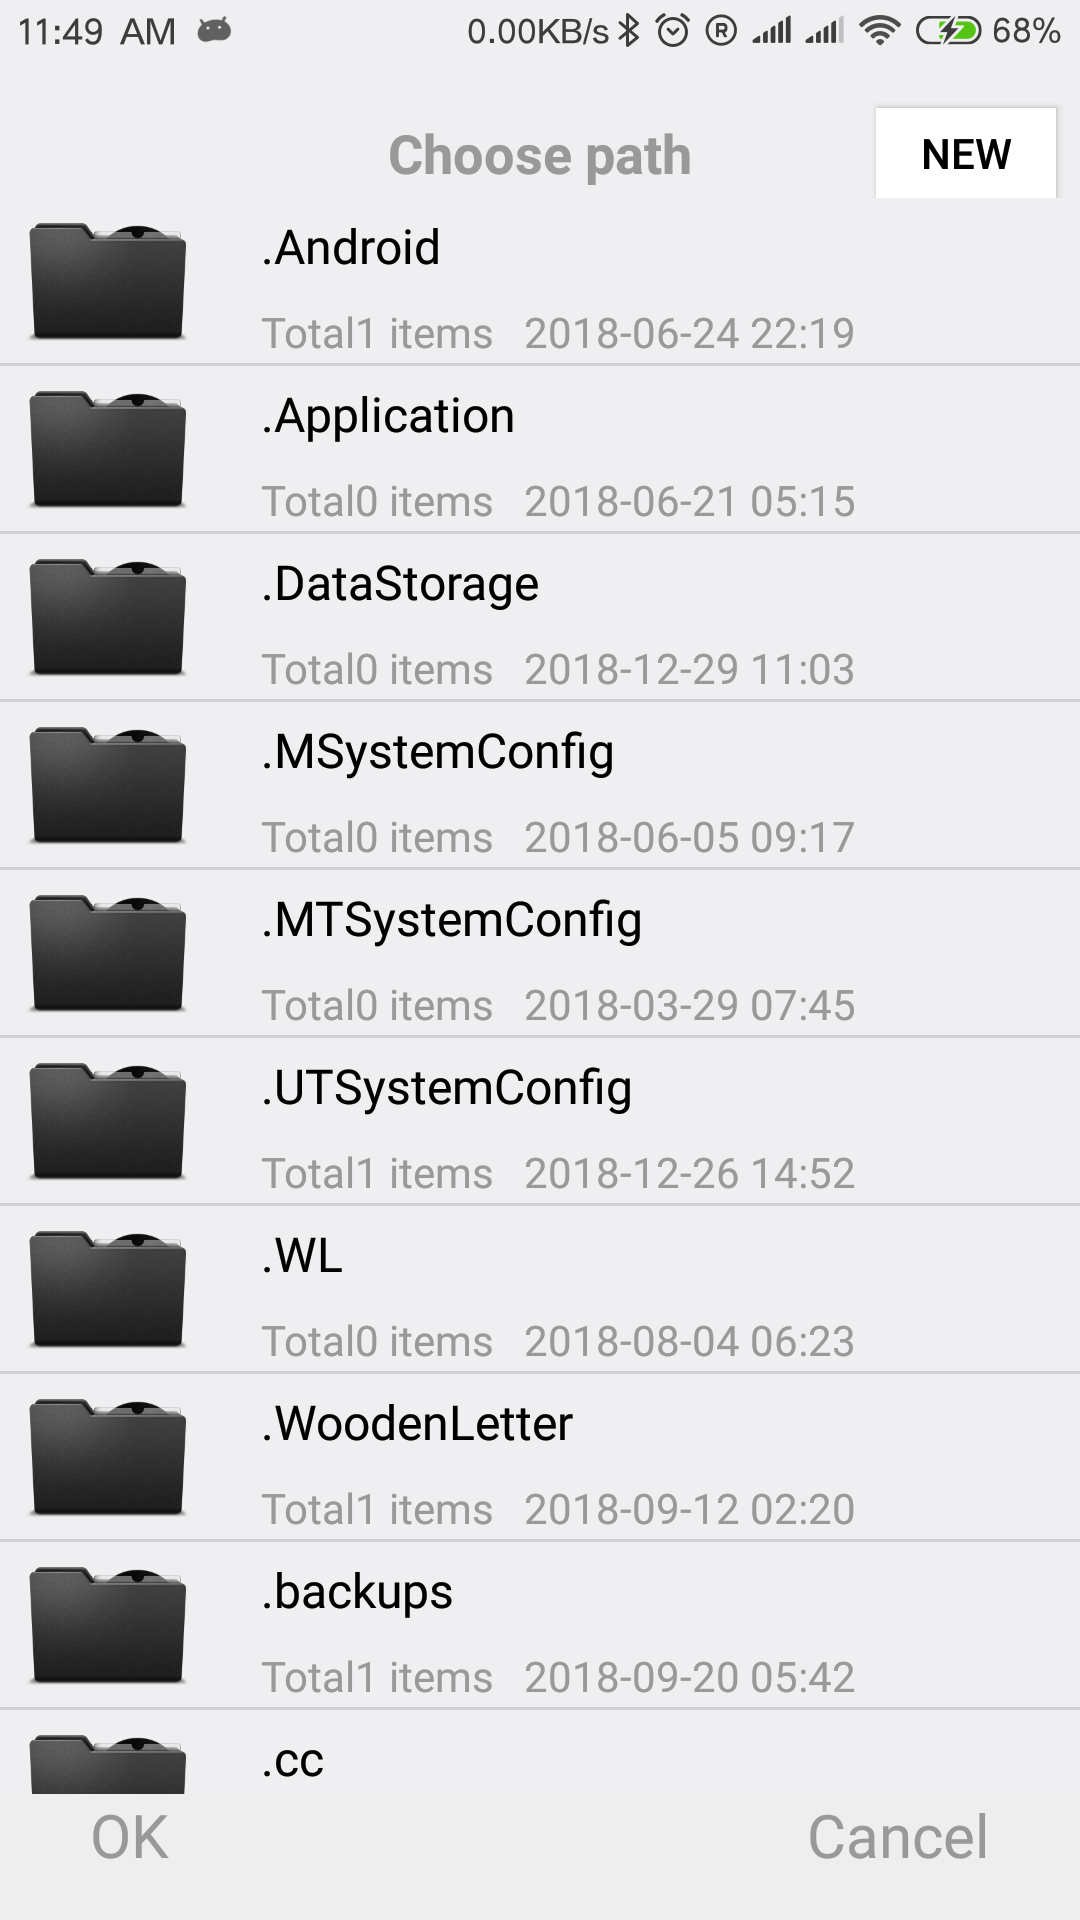 11:49 AM 0.00KB/s R 68%
Choose path NEW
.Android
Total1 items 2018-06-24 22:19
.Application
Total0 items 2018-06-21 05:15
.DataStorage
Total0 items 2018-12-29 11:03
.MSystemConfig
Total0 items 2018-06-05 09:17
.MTSystemConfig
Total0 items 2018-03-29 07:45
.UTSystemConfig
Total1 items 2018-12-26 14:52
.WL
Total0 items 2018-08-04 06:23
.WoodenLetter
Total1 items 2018-09-12 02:20
.backups
Total1 items 2018-09-20 05:42
.cc
OK Cancel